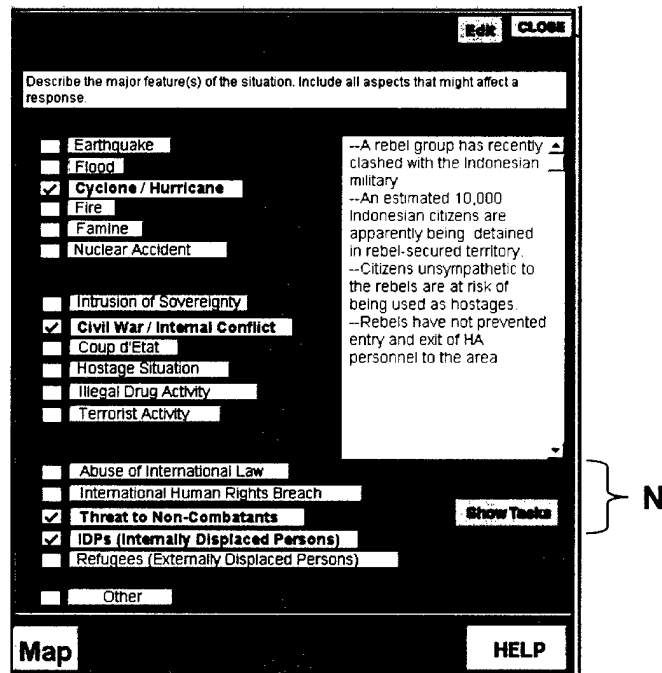 Edit CLOSE
Describe the major feature(s) of the situation. Include all aspects that might affect a
response.
Earthquake
Flood
Cyclone / Hurricane
Fire
Famine
Nuclear Accident
Intrusion of Sovereignty
Civil War / Internal Conflict
Coup d'Etat
Hostage Situation
Illegal Drug Activity
Terrorist Activity
--A rebel group has recently
clashed with the Indonesian
military
--An estimated 10,000
Indonesian citizens are
apparently being detained
in rebel-secured territory.
--Citizens unsympathetic to
the rebels are at risk of
being used as hostages.
--Rebels have not prevented
entry and exit of HA
personnel to the area
Abuse of International Law
International Human Rights Breach
Threat to Non-Combatants
IDPs (Internally Displaced Persons)
Refugees (Externally Displaced Persons)
Other
Show Tasks
N
Map
HELP